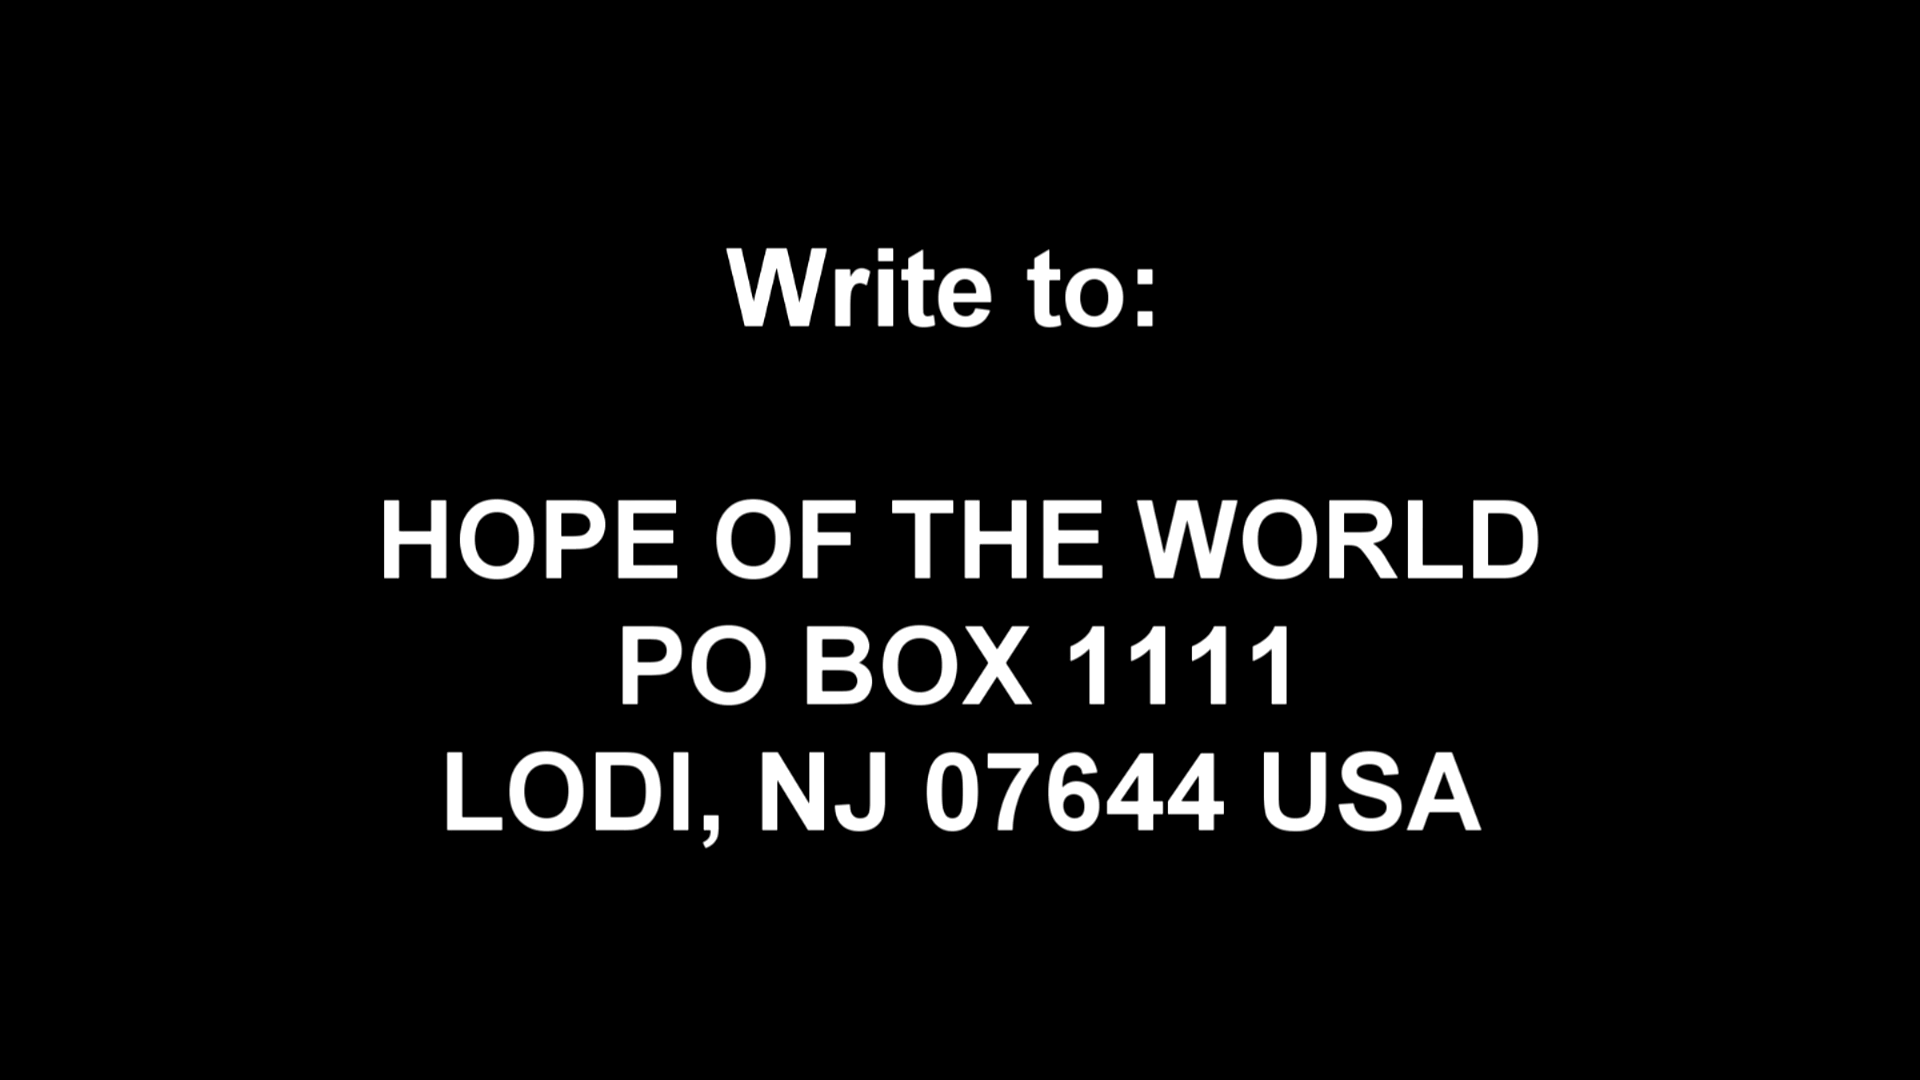 Write to:
HOPE OF THE WORLD
PO BOX 1111
LODI, NJ 07644 USA